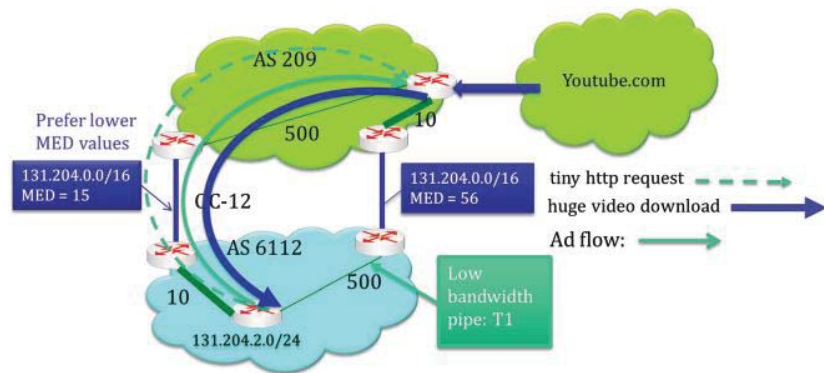 AS 209
Youtube.com
Prefer lower
MED values
500
10
131.204.0.0/16
MED = 15
131.204.0.0/16
MED = 56
tiny http request
huge video download
Ad flow:
CC-12
AS 6112
10
500
Low
bandwidth
pipe: T1
131.204.2.0/24